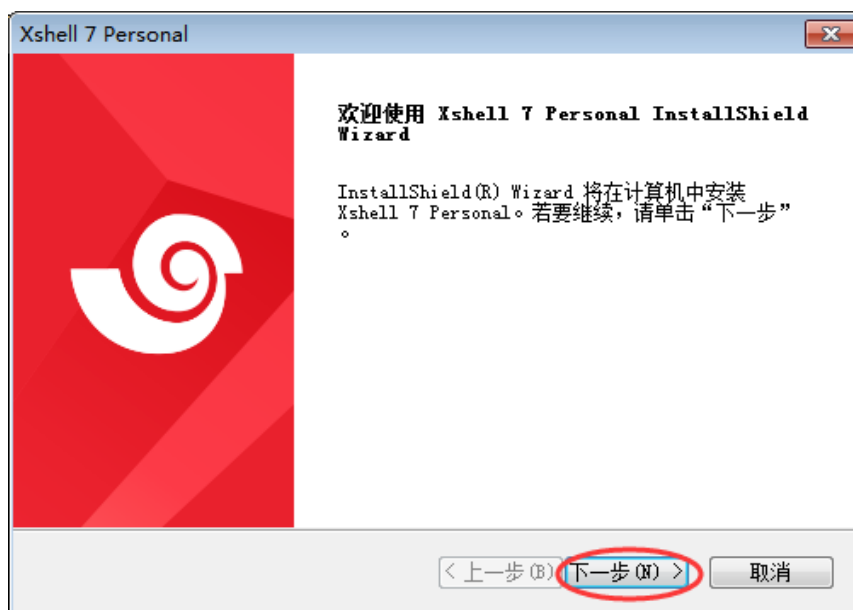 Xshell 7 Personal
欢迎使用 Xshell 7 Personal InstallShield
Wizard
InstallShield(R) Wizard 将在计算机中安装
Xshell 7 Personal。若要继续，请单击“下一步”
。
< 上一步(B)
下一步(N) >
取消